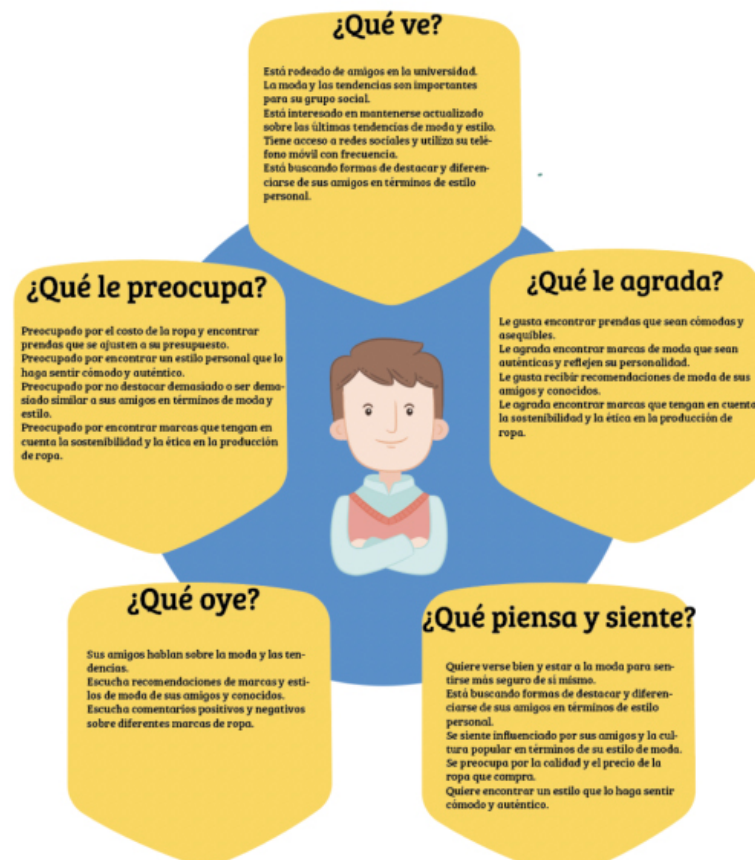 ¿Qué ve?
Está rodeado de amigos en la universidad.
La moda y las tendencias son importantes
para su grupo social.
Está interesado en mantenerse actualizado
sobre las últimas tendencias de moda y estilo.
Tiene acceso a redes sociales y utiliza su telé-
fono móvil con frecuencia.
Está buscando formas de destacar y diferen-
ciarse de sus amigos en términos de estilo
personal.
¿Qué le preocupa?
Preocupado por el costo de la ropa y encontrar
prendas que se ajusten a su presupuesto.
Preocupado por encontrar un estilo personal que lo
haga sentir cómodo y auténtico.
Preocupado por no destacar demasiado o ser dema-
siado similar a sus amigos en términos de moda y
estilo.
Preocupado por encontrar marcas que tengan en
cuenta la sostenibilidad y la ética en la producción
de ropa.
¿Qué le agrada?
Le gusta encontrar prendas que sean cómodas y
asequibles.
Le agrada encontrar marcas de moda que sean
auténticas y reflejen su personalidad.
Le gusta recibir recomendaciones de moda de sus
amigos y conocidos.
Le agrada encontrar marcas que tengan en cuenta
la sostenibilidad y la ética en la producción de
ropa.
¿Qué oye?
Sus amigos hablan sobre la moda y las ten-
dencias.
Escucha recomendaciones de marcas y esti-
los de moda de sus amigos y conocidos.
Escucha comentarios positivos y negativos
sobre diferentes marcas de ropa.
¿Qué piensa y siente?
Quiere verse bien y estar a la moda para sen-
tirse más seguro de sí mismo.
Está buscando formas de destacar y diferen-
ciarse de sus amigos en términos de estilo
personal.
Se siente influenciado por sus amigos y la cul-
tura popular en términos de su estilo de moda.
Se preocupa por la calidad y el precio de la
ropa que compra.
Quiere encontrar un estilo que lo haga sentir
cómodo y auténtico.